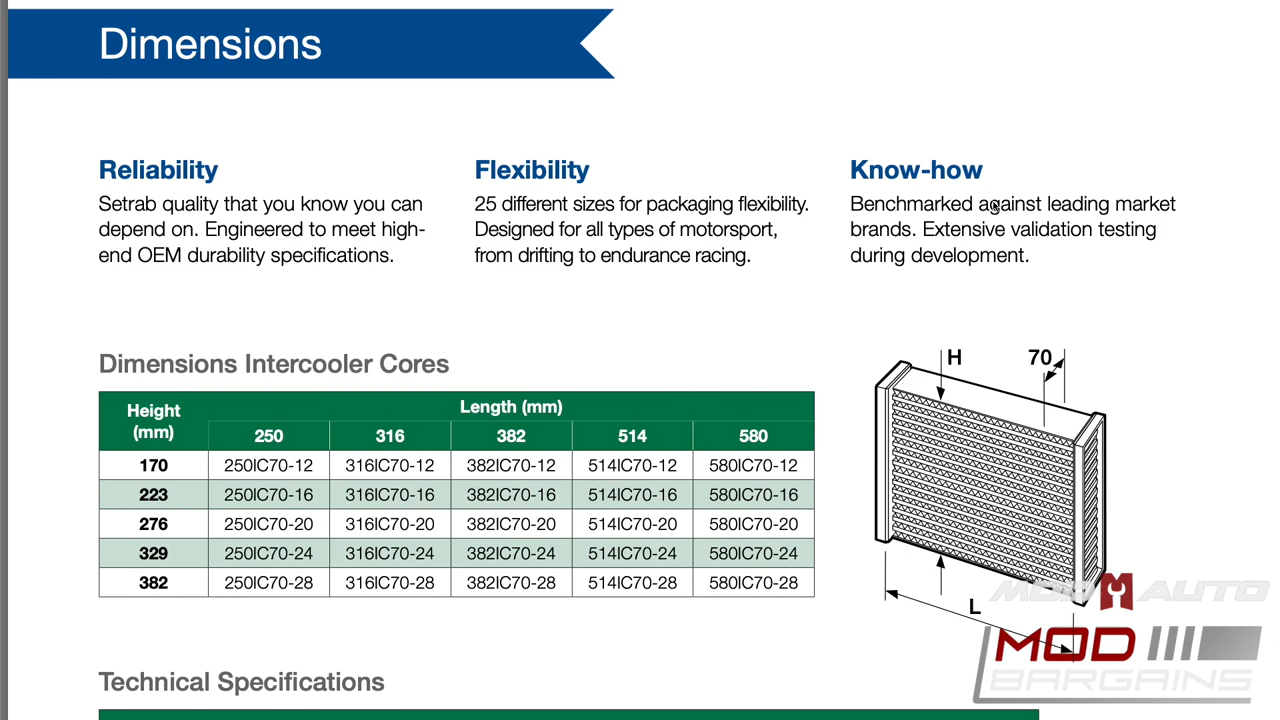 Dimensions
Reliability
Setrab quality that you know you can
depend on. Engineered to meet high-
end OEM durability specifications.
Flexibility
25 different sizes for packaging flexibility.
Designed for all types of motorsport,
from drifting to endurance racing.
Know-how
Benchmarked against leading market
brands. Extensive validation testing
during development.
Dimensions Intercooler Cores
Height (mm) Length (mm)
250 316 382 514 580
170 250IC70-12 316IC70-12 382IC70-12 514IC70-12 580IC70-12
223 250IC70-16 316IC70-16 382IC70-16 514IC70-16 580IC70-16
276 250IC70-20 316IC70-20 382IC70-20 514IC70-20 580IC70-20
329 250IC70-24 316IC70-24 382IC70-24 514IC70-24 580IC70-24
382 250IC70-28 316IC70-28 382IC70-28 514IC70-28 580IC70-28
H 70
L
MOD AUTO
MOD
BARGAINS
Technical Specifications